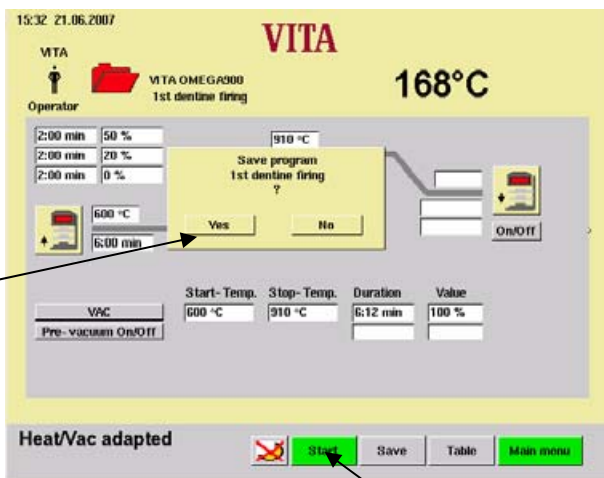 15:32 21.06.2007
VITA
VITA
Operator
VITA OMEGA900
1st dentine firing
168°C
2:00 min 50 %
2:00 min 20 %
2:00 min 0 %
910 °C
Save program
1st dentine firing
?
Yes No
600 °C
6:00 min
On/Off
Start-Temp. Stop-Temp. Duration Value
VAC 600 °C 910 °C 6:12 min 100 %
Pre-vacuum On/Off
Heat/Vac adapted
Start Save Table Main menu